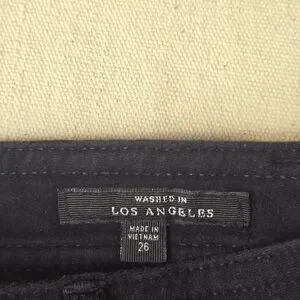 WASHED IN
LOS ANGELES
MADE IN
VIETNAM
26